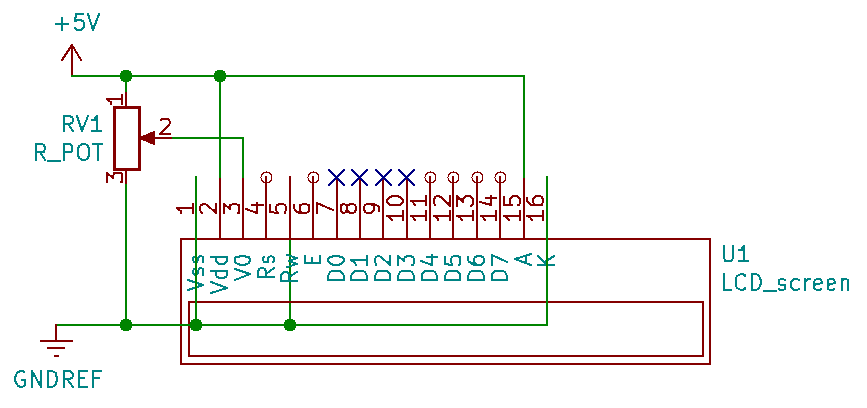 +5V
1
RV1
2
R_POT
3
1
2
3
4
5
6
7
8
9
10
11
12
13
14
15
16
Vss
Vdd
V0
Rs
Rw
E
D0
D1
D2
D3
D4
D5
D6
D7
A
K
U1
LCD_screen
GNDREF